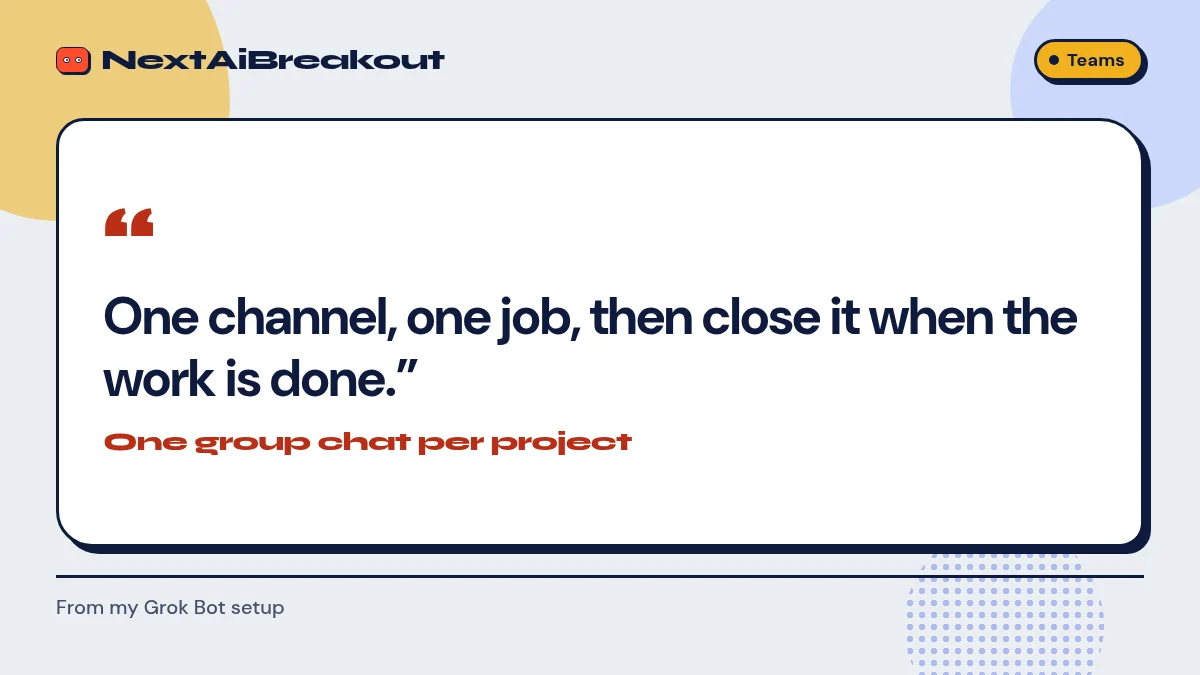 NextAiBreakout
Teams
“
One channel, one job, then close it when the
work is done.”
One group chat per project
From my Grok Bot setup